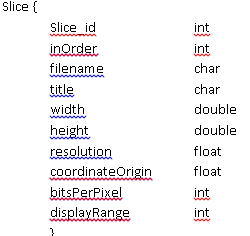 Slice {
Slice_id int
inOrder int
filename char
title char
width double
height double
resolution float
coordinateOrigin float
bitsPerPixel int
displayRange int
}